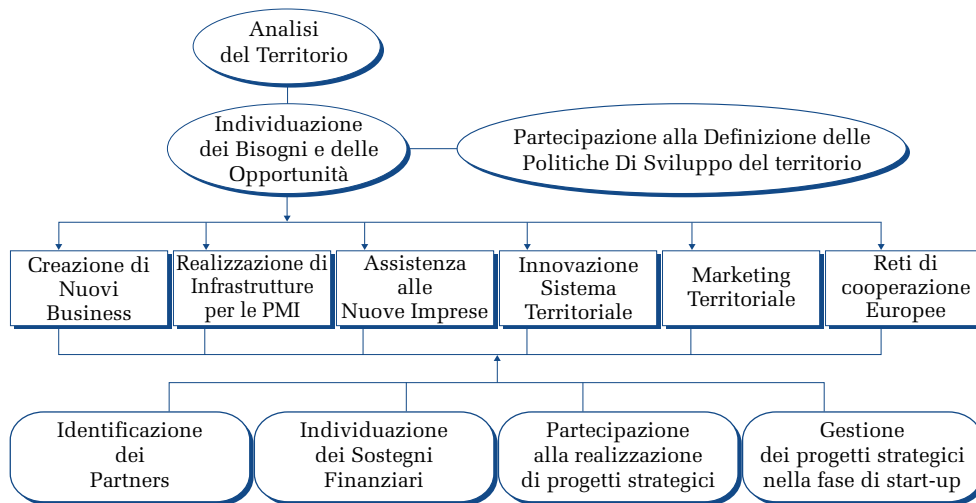 Analisi
del Territorio
Individuazione
dei Bisogni e delle
Opportunità
Partecipazione alla Definizione delle
Politiche Di Sviluppo del territorio
Creazione di
Nuovi
Business
Realizzazione di
Infrastrutture
per le PMI
Assistenza
alle
Nuove Imprese
Innovazione
Sistema
Territoriale
Marketing
Territoriale
Reti di
cooperazione
Europee
Identificazione
dei
Partners
Individuazione
dei Sostegni
Finanziari
Partecipazione
alla realizzazione
di progetti strategici
Gestione
dei progetti strategici
nella fase di start-up